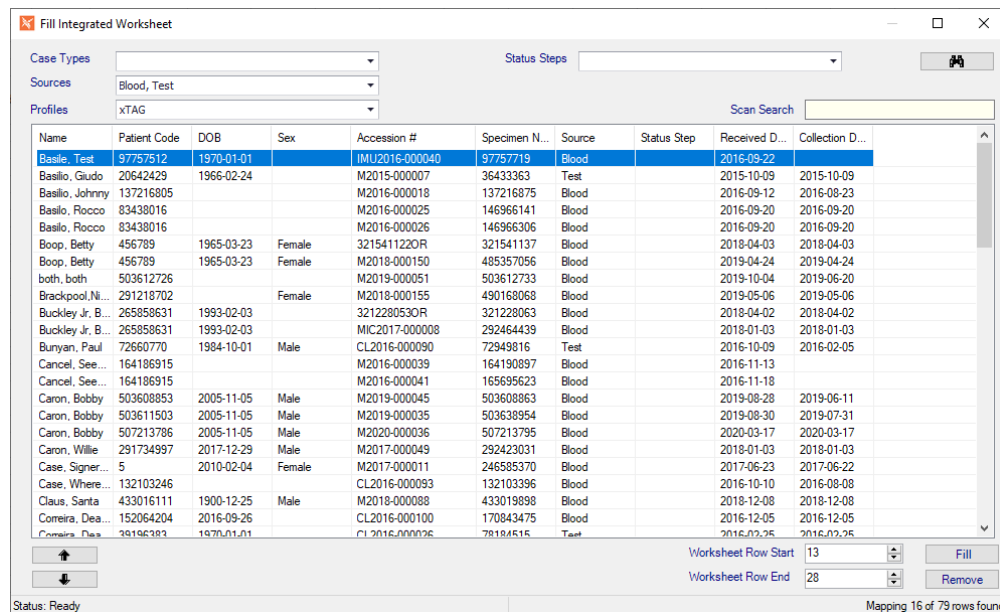 Fill Integrated Worksheet
Case Types
Status Steps
Sources Blood, Test
Profiles xTAG
Scan Search
Name Patient Code DOB Sex Accession # Specimen N... Source Status Step Received D... Collection D...
Basile, Test 97757512 1970-01-01 IMU2016-000040 97757719 Blood 2016-09-22
Basilio, Giudo 20642429 1966-02-24 M2015-000007 36433363 Test 2015-10-09 2015-10-09
Basilio, Johnny 137216805 M2016-000018 137216875 Blood 2016-09-12 2016-08-23
Basilo, Rocco 83438016 M2016-000025 146966141 Blood 2016-09-20 2016-09-20
Basilo, Rocco 83438016 M2016-000026 146966306 Blood 2016-09-20 2016-09-20
Boop, Betty 456789 1965-03-23 Female 321541122OR 321541137 Blood 2018-04-03 2018-04-03
Boop, Betty 456789 1965-03-23 Female M2018-000150 485357056 Blood 2019-04-24 2019-04-24
both, both 503612726 M2019-000051 503612733 Blood 2019-10-04 2019-06-20
Brackpool,Ni... 291218702 Female M2018-000155 490168068 Blood 2019-05-06 2019-05-06
Buckley Jr, B... 265858631 1993-02-03 321228053OR 321228063 Blood 2018-04-02 2018-04-02
Buckley Jr, B... 265858631 1993-02-03 MIC2017-000008 292464439 Blood 2018-01-03 2018-01-03
Bunyan, Paul 72660770 1984-10-01 Male CL2016-000090 72949816 Test 2016-10-09 2016-02-05
Cancel, See... 164186915 M2016-000039 164190897 Blood 2016-11-13
Cancel, See... 164186915 M2016-000041 165695623 Blood 2016-11-18
Caron, Bobby 503608853 2005-11-05 Male M2019-000045 503608863 Blood 2019-08-28 2019-06-11
Caron, Bobby 503611503 2005-11-05 Male M2019-000035 503638954 Blood 2019-08-30 2019-07-31
Caron, Bobby 507213786 2005-11-05 Male M2020-000036 507213795 Blood 2020-03-17 2020-03-17
Caron, Willie 291734997 2017-12-29 Male M2017-000049 292423031 Blood 2018-01-03 2018-01-03
Case, Signer... 5 2010-02-04 Female M2017-000011 246585370 Blood 2017-06-23 2017-06-22
Case, Where... 132103246 CL2016-000093 132103396 Blood 2016-10-10 2016-08-08
Claus, Santa 433016111 1900-12-25 Male M2018-000088 433019898 Blood 2018-12-08 2018-12-08
Correira, Dea... 152064204 2016-09-26 CL2016-000100 170843475 Blood 2016-12-05 2016-12-05
Correira, Dea... 39196383 1970-01-01 CL2016-000026 78184515 Test 2016-02-25 2016-02-25
Worksheet Row Start 13 Fill
Worksheet Row End 28 Remove
Status: Ready Mapping 16 of 79 rows found